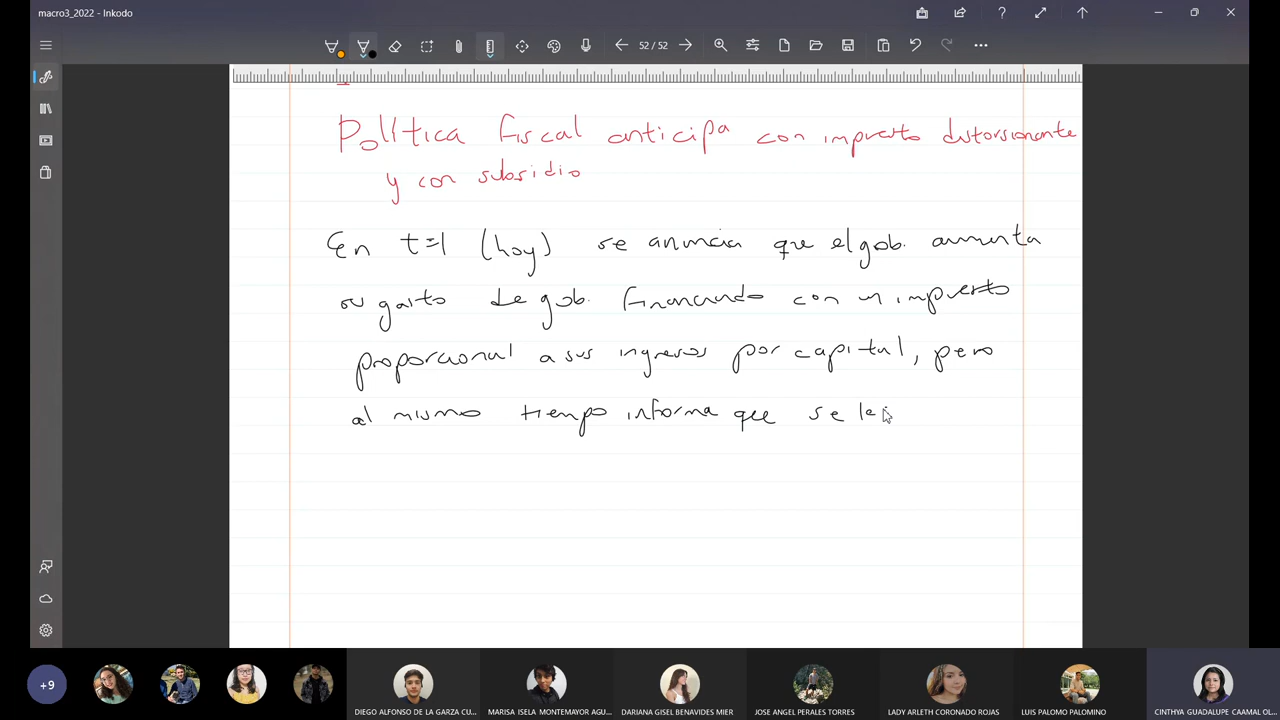 macro3_2022 - Inkodo
52 / 52
Política fiscal anticipa con impuesto distorsionante
y con subsidio
En t=1 (hoy) se anuncia que el gob. aumenta
su gasto de gob. financiando con un impuesto
proporcional a sus ingresos por capital, pero
al mismo tiempo informa que se les
+9
DIEGO ALFONSO DE LA GARZA CU...
MARISA ISELA MONTEMAYOR AGU...
DARIANA GISEL BENAVIDES MIER
JOSE ANGEL PERALES TORRES
LADY ARLETH CORONADO ROJAS
LUIS PALOMO PALOMINO
CINTHYA GUADALUPE CAAMAL OL...